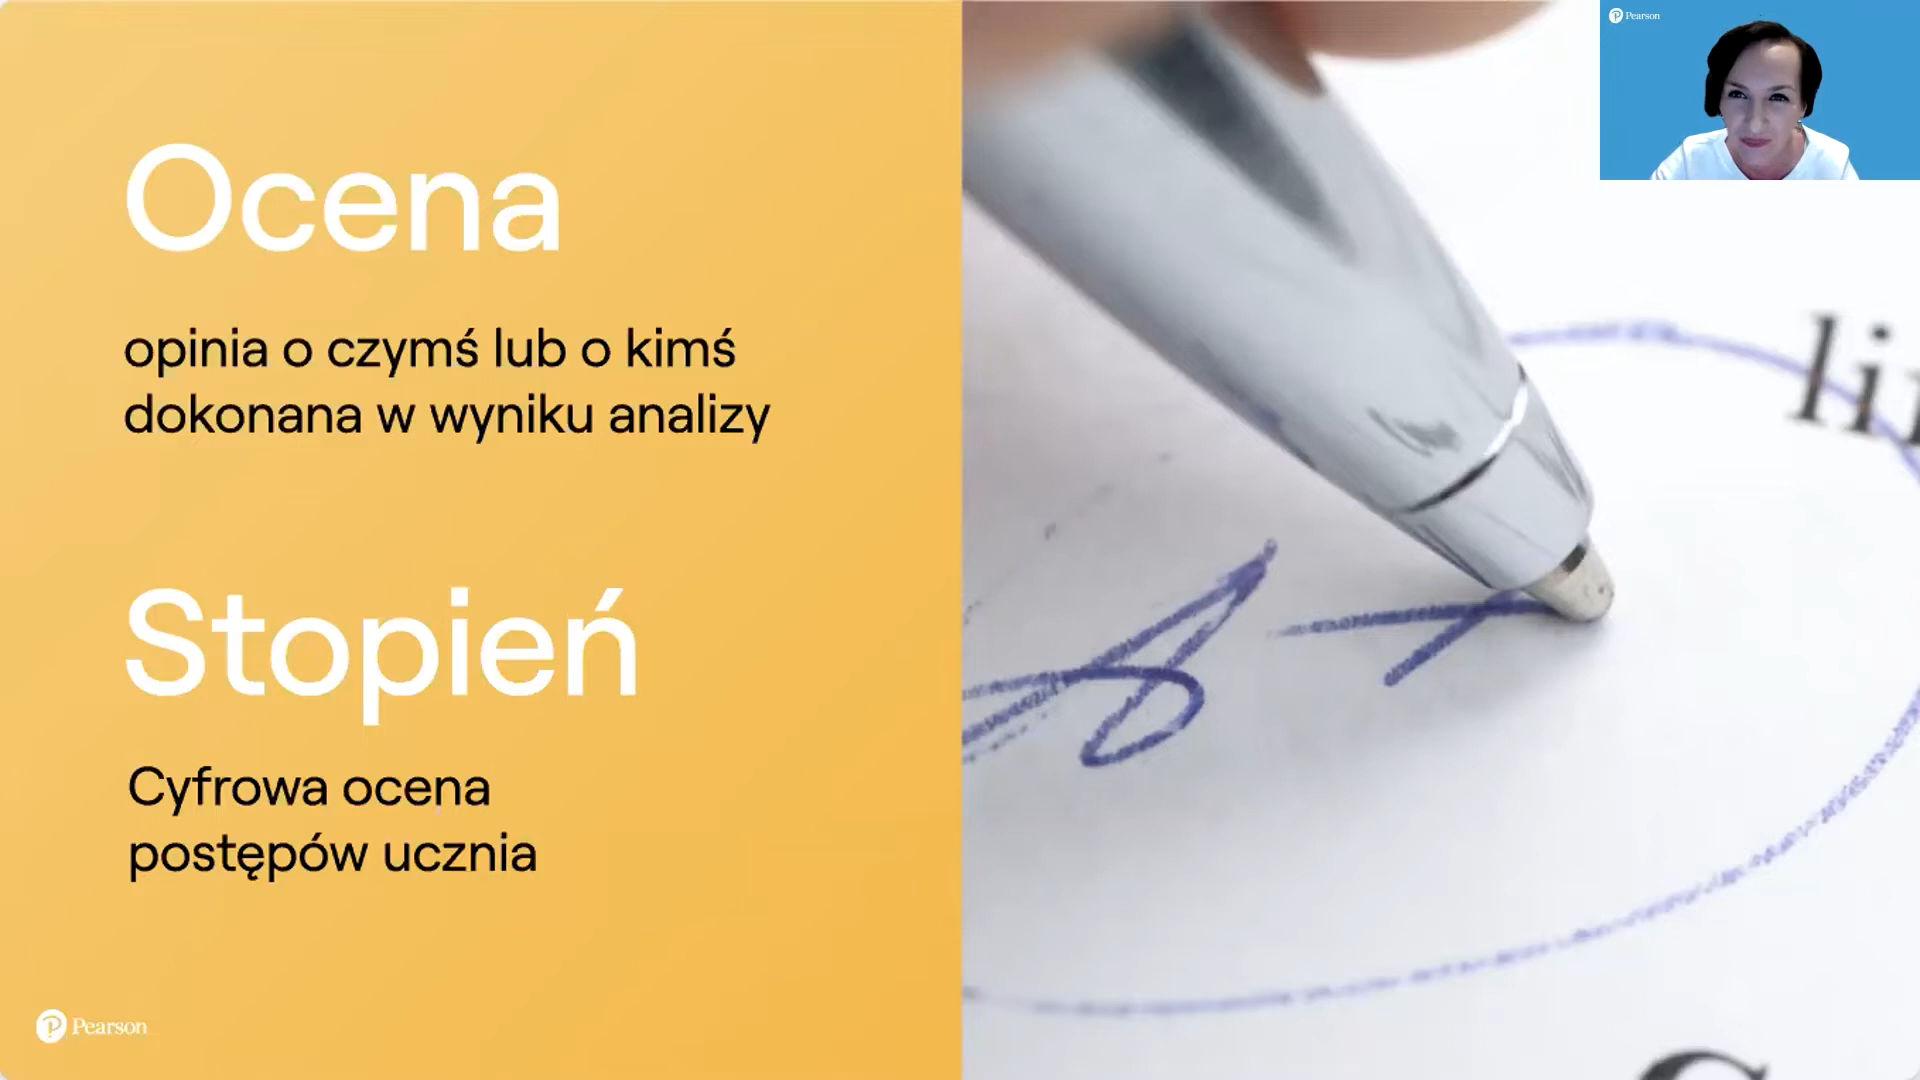 Ocena
opinia o czymś lub o kimś
dokonana w wyniku analizy
Stopień
Cyfrowa ocena
postępów ucznia
Pearson
Pearson